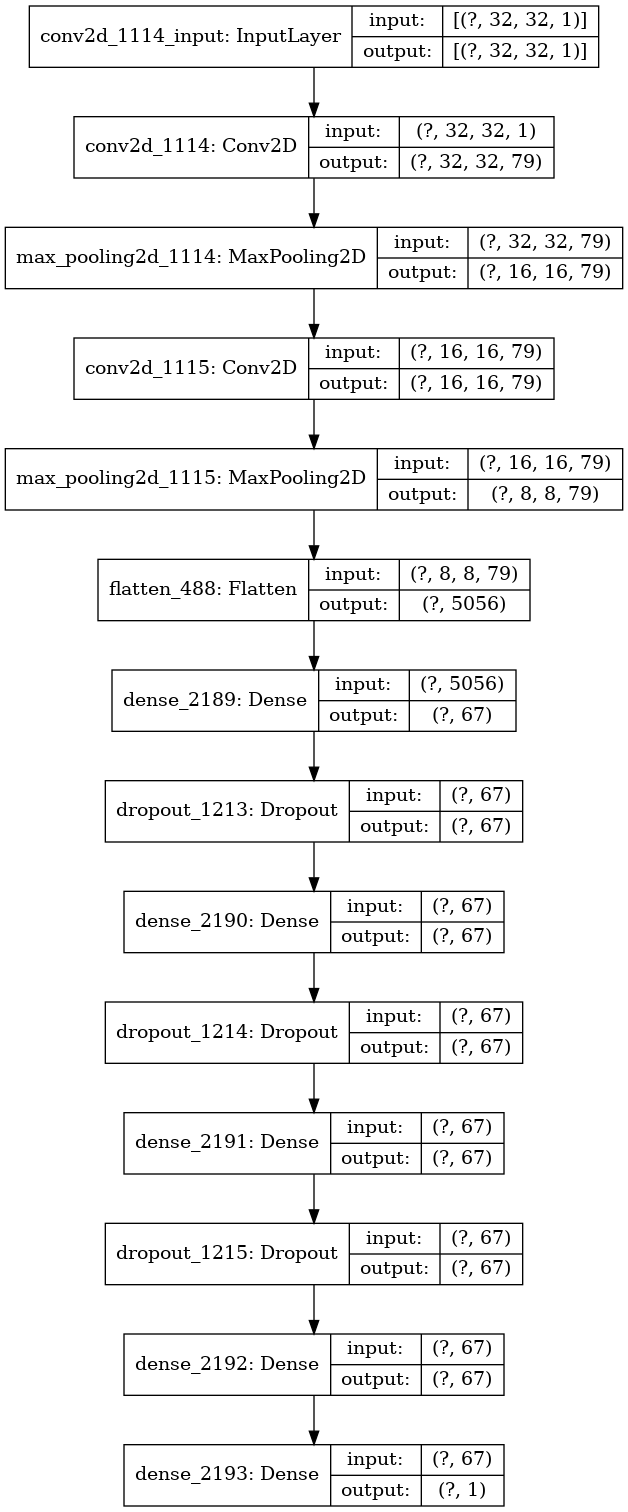 conv2d_1114_input: InputLayer
input: [(?, 32, 32, 1)]
output: [(?, 32, 32, 1)]
conv2d_1114: Conv2D
input: (?, 32, 32, 1)
output: (?, 32, 32, 79)
max_pooling2d_1114: MaxPooling2D
input: (?, 32, 32, 79)
output: (?, 16, 16, 79)
conv2d_1115: Conv2D
input: (?, 16, 16, 79)
output: (?, 16, 16, 79)
max_pooling2d_1115: MaxPooling2D
input: (?, 16, 16, 79)
output: (?, 8, 8, 79)
flatten_488: Flatten
input: (?, 8, 8, 79)
output: (?, 5056)
dense_2189: Dense
input: (?, 5056)
output: (?, 67)
dropout_1213: Dropout
input: (?, 67)
output: (?, 67)
dense_2190: Dense
input: (?, 67)
output: (?, 67)
dropout_1214: Dropout
input: (?, 67)
output: (?, 67)
dense_2191: Dense
input: (?, 67)
output: (?, 67)
dropout_1215: Dropout
input: (?, 67)
output: (?, 67)
dense_2192: Dense
input: (?, 67)
output: (?, 67)
dense_2193: Dense
input: (?, 67)
output: (?, 1)